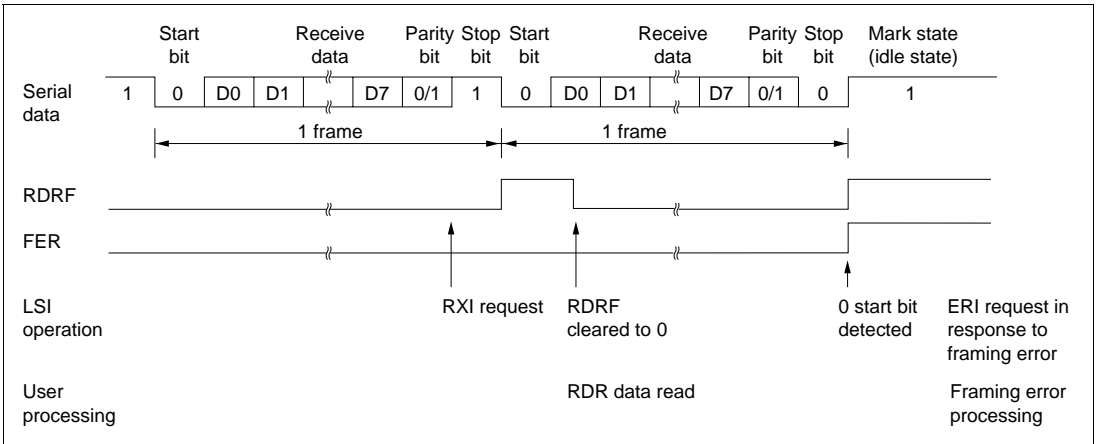 Start bit Receive data Parity bit Stop bit Start bit Receive data Parity bit Stop bit Mark state (idle state)
Serial data 1 0 D0 D1 D7 0/1 1 0 D0 D1 D7 0/1 0 1
1 frame 1 frame
RDRF
FER
LSI operation RXI request RDRF cleared to 0 0 start bit detected ERI request in response to framing error
User processing RDR data read Framing error processing